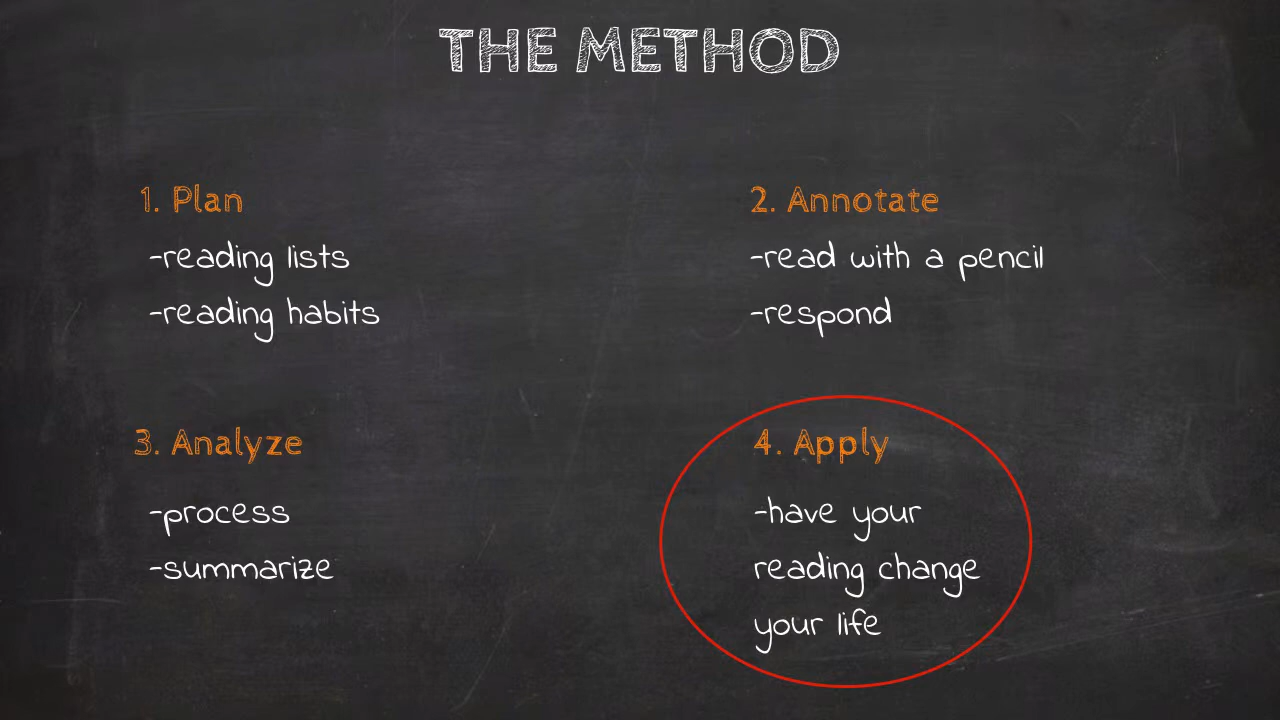 THE METHOD
1. Plan
-reading lists
-reading habits
2. Annotate
-read with a pencil
-respond
3. Analyze
-process
-summarize
4. Apply
-have your
reading change
your life